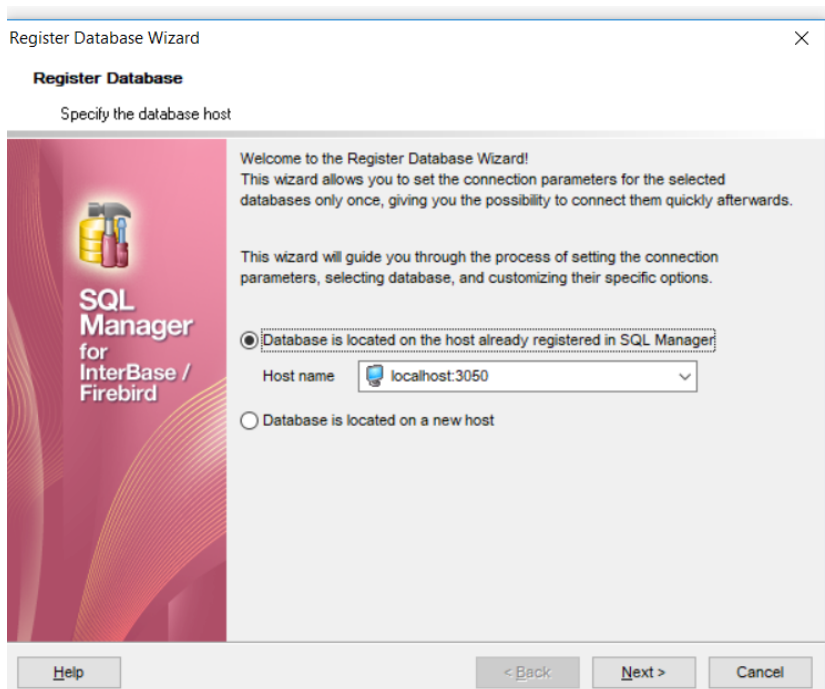 Register Database Wizard
Register Database
Specify the database host
Welcome to the Register Database Wizard!
This wizard allows you to set the connection parameters for the selected
databases only once, giving you the possibility to connect them quickly afterwards.
This wizard will guide you through the process of setting the connection
parameters, selecting database, and customizing their specific options.
SQL
Manager
for
InterBase /
Firebird
Database is located on the host already registered in SQL Manager
Host name localhost:3050
Database is located on a new host
Help < Back Next > Cancel